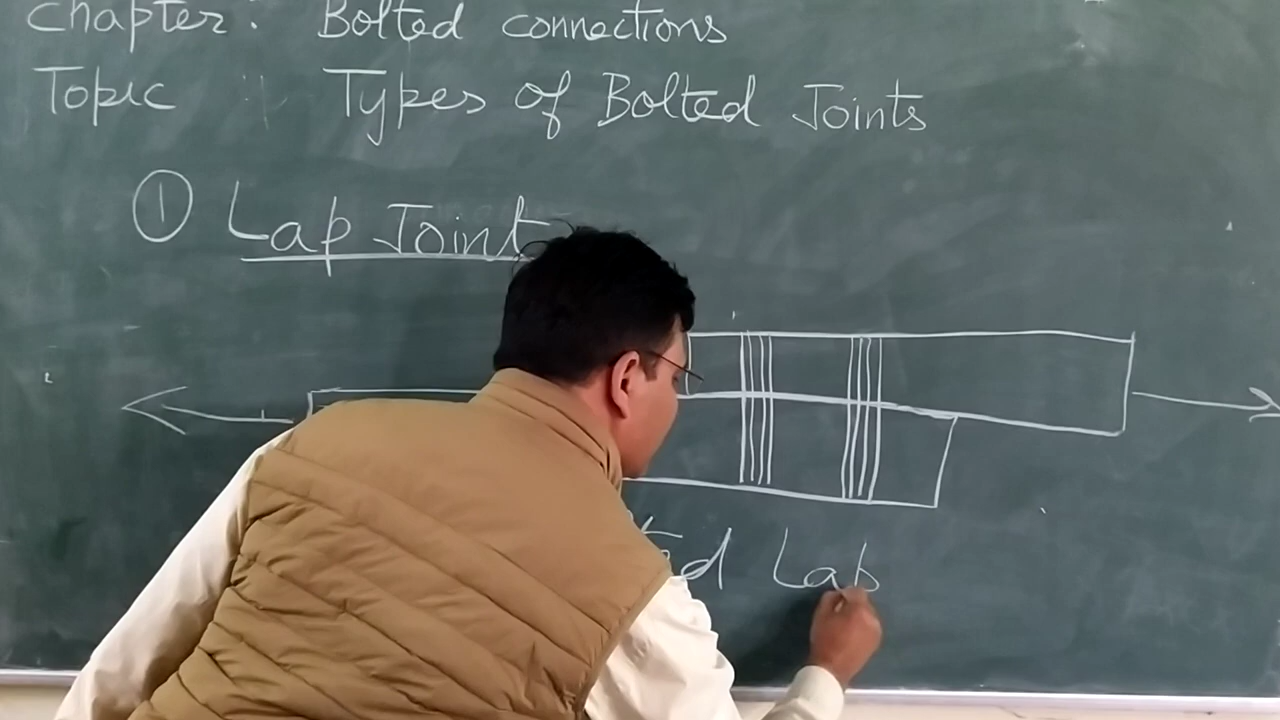 Chapter: Bolted connections
Topic : Types of Bolted Joints
① Lap Joint
Lap